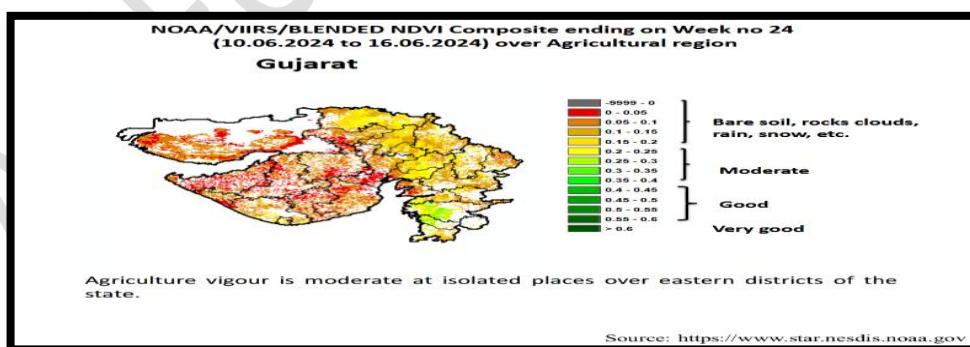 NOAA/VIIRS/BLENDED NDVI Composite ending on Week no 24
(10.06.2024 to 16.06.2024) over Agricultural region
Gujarat
-9999 - 0
0 - 0.05
0.05 - 0.1
0.1 - 0.15
0.15 - 0.2
0.2 - 0.25
0.25 - 0.3
0.3 - 0.35
0.35 - 0.4
0.4 - 0.45
0.45 - 0.5
0.5 - 0.55
0.55 - 0.6
> 0.6
Bare soil, rocks clouds,
rain, snow, etc.
Moderate
Good
Very good
Agriculture vigour is moderate at isolated places over eastern districts of the
state.
Source: https://www.star.nesdis.noaa.gov